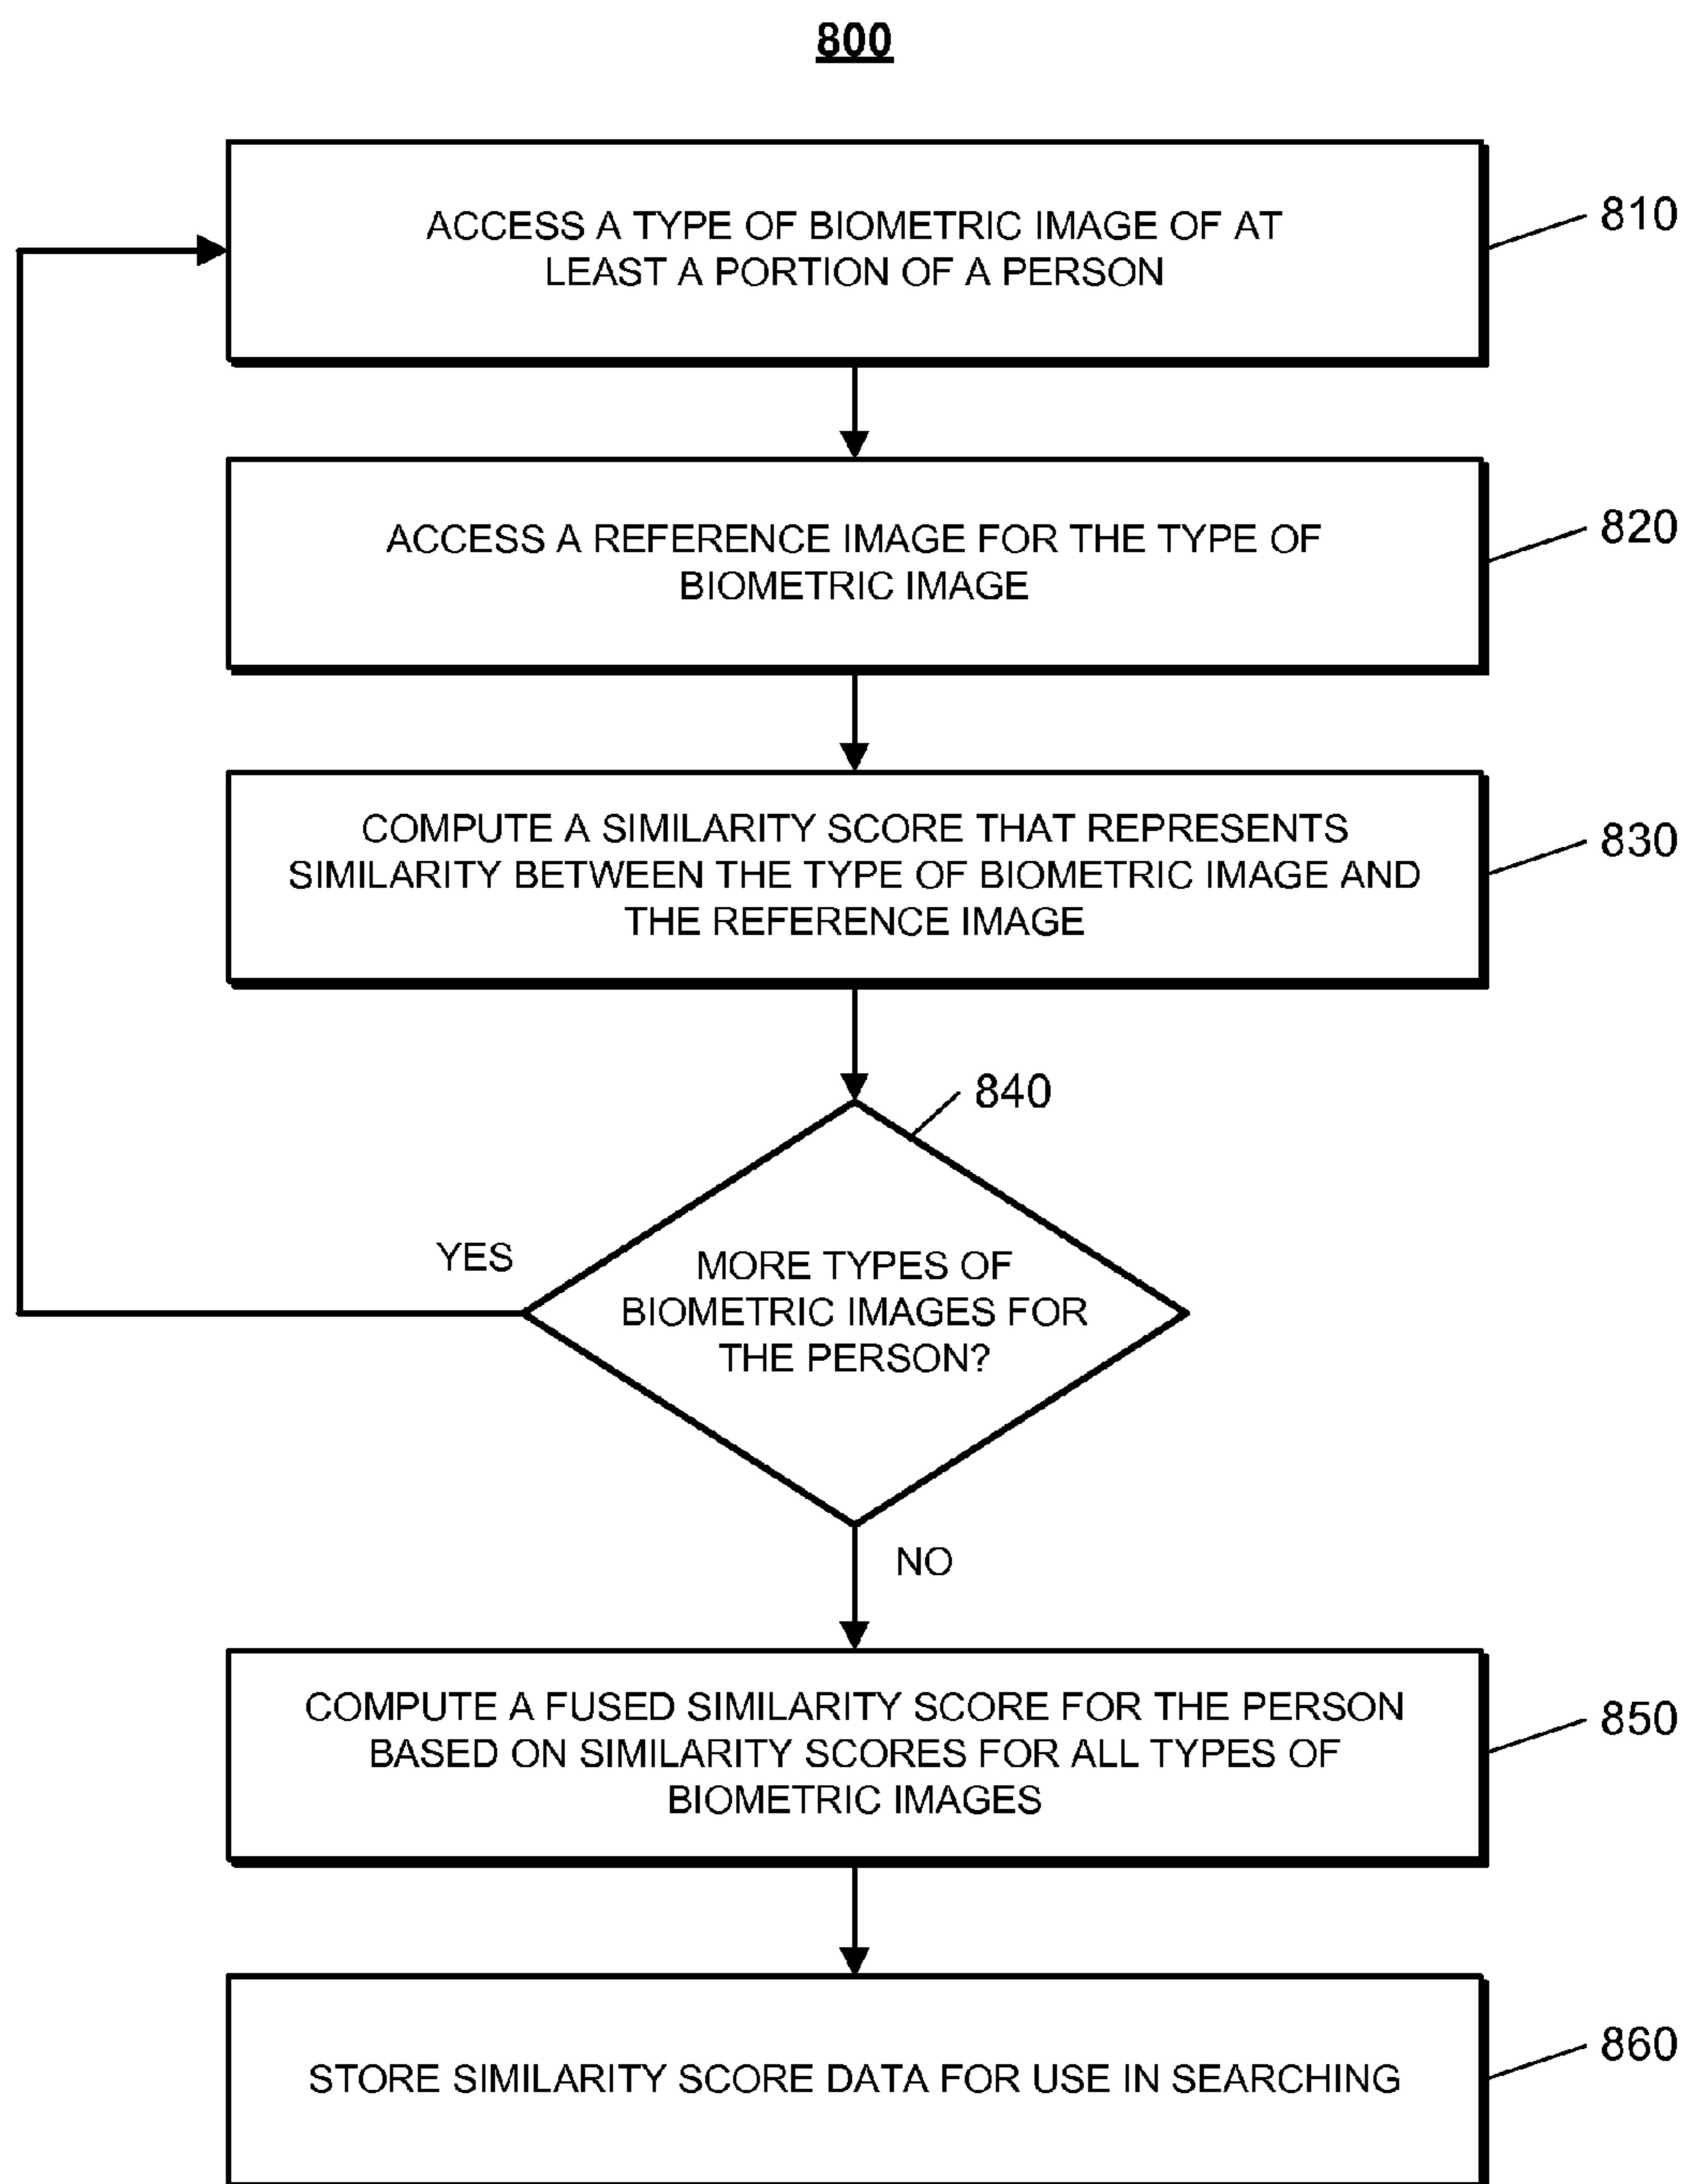 800
ACCESS A TYPE OF BIOMETRIC IMAGE OF AT
LEAST A PORTION OF A PERSON
810
ACCESS A REFERENCE IMAGE FOR THE TYPE OF
BIOMETRIC IMAGE
820
COMPUTE A SIMILARITY SCORE THAT REPRESENTS
SIMILARITY BETWEEN THE TYPE OF BIOMETRIC IMAGE AND
THE REFERENCE IMAGE
830
840
YES
MORE TYPES OF
BIOMETRIC IMAGES FOR
THE PERSON?
NO
COMPUTE A FUSED SIMILARITY SCORE FOR THE PERSON
BASED ON SIMILARITY SCORES FOR ALL TYPES OF
BIOMETRIC IMAGES
850
STORE SIMILARITY SCORE DATA FOR USE IN SEARCHING
860